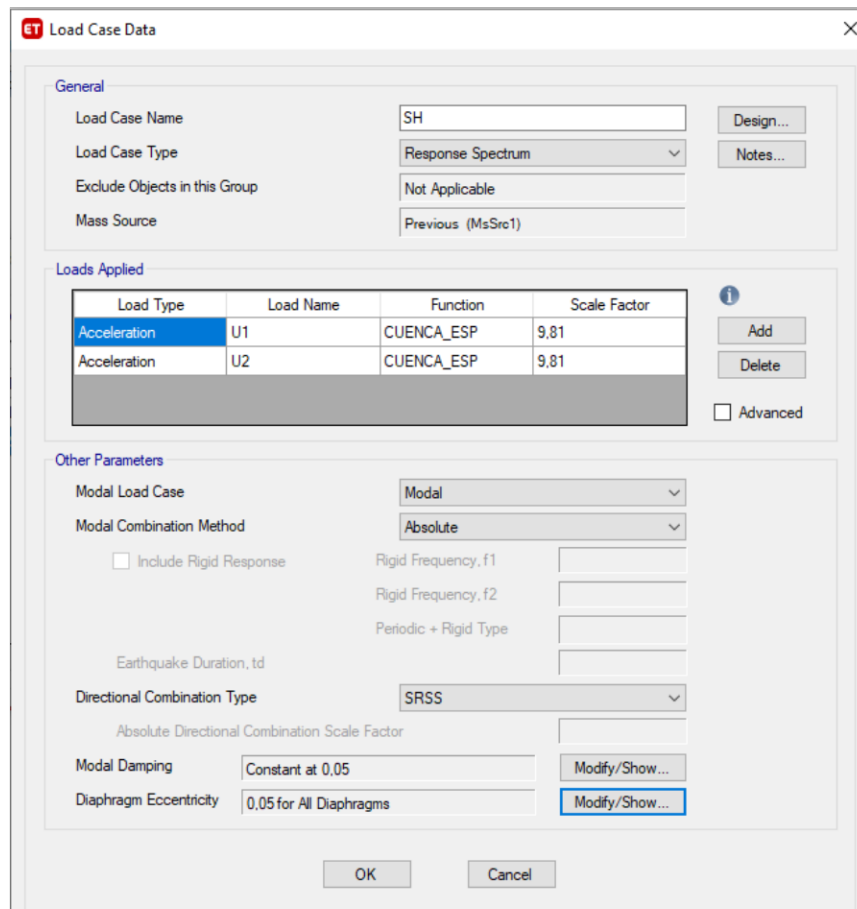 ET Load Case Data
General
Load Case Name SH Design...
Load Case Type Response Spectrum Notes...
Exclude Objects in this Group Not Applicable
Mass Source Previous (MsSrc1)
Loads Applied
Load Type Load Name Function Scale Factor
Acceleration U1 CUENCA_ESP 9,81 Add
Acceleration U2 CUENCA_ESP 9,81 Delete
Advanced
Other Parameters
Modal Load Case Modal
Modal Combination Method Absolute
Include Rigid Response Rigid Frequency, f1
Rigid Frequency, f2
Periodic + Rigid Type
Earthquake Duration, td
Directional Combination Type SRSS
Absolute Directional Combination Scale Factor
Modal Damping Constant at 0,05 Modify/Show...
Diaphragm Eccentricity 0,05 for All Diaphragms Modify/Show...
OK Cancel